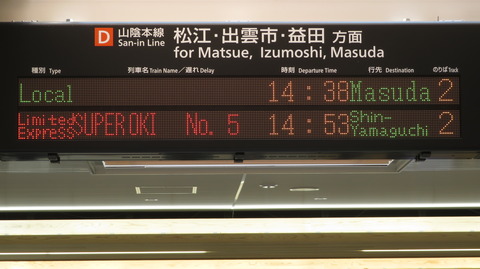 D 山陰本線 松江・出雲市・益田 方面
San-in Line for Matsue, Izumoshi, Masuda
種別 Type 列車名/Train Name/遅れ Delay 時刻 Departure Time 行先 Destination のりば Track
Local 14:38 Masuda 2
Limited Express SUPER OKI No. 5 14:53 Shin-Yamaguchi 2